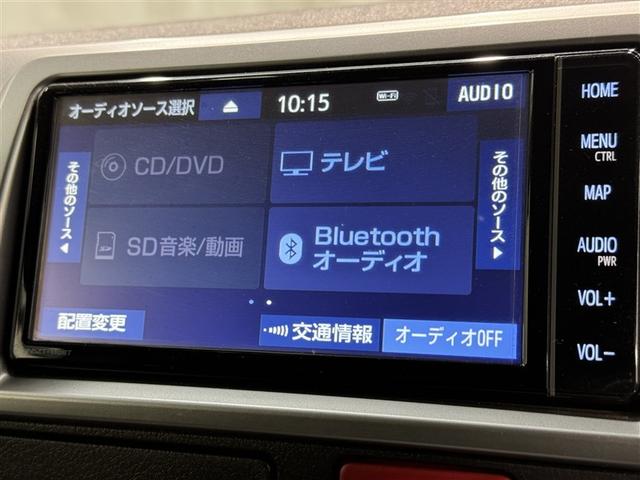 オーディオソース選択
10:15
Wi-Fi
AUDIO
その他のソース
CD/DVD
テレビ
その他のソース
SD音楽/動画
Bluetooth
オーディオ
配置変更
交通情報
オーディオOFF
HOME
MENU
CTRL
MAP
AUDIO
PWR
VOL+
VOL-